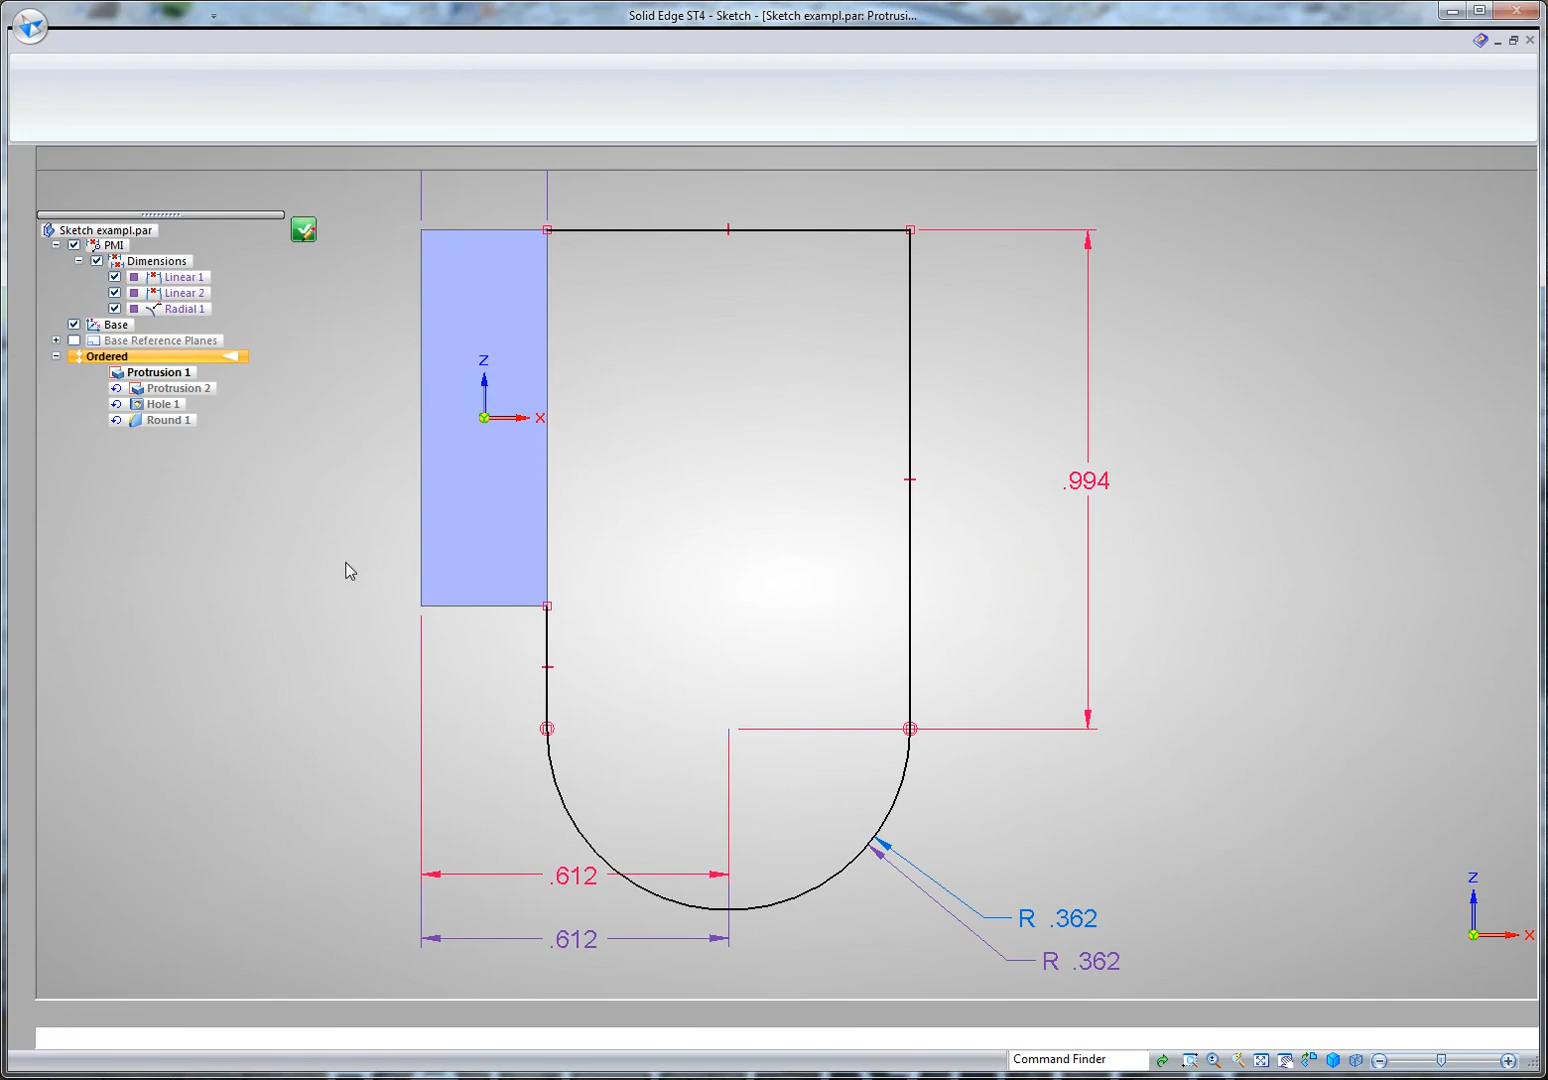 Solid Edge ST4 - Sketch - [Sketch exampl.par: Protrusi...
Sketch exampl.par
PMI
Dimensions
Linear 1
Linear 2
Radial 1
Base
Base Reference Planes
Ordered
Protrusion 1
Protrusion 2
Hole 1
Round 1
Z
X
.994
.612
.612
R .362
R .362
Z
X
Command Finder